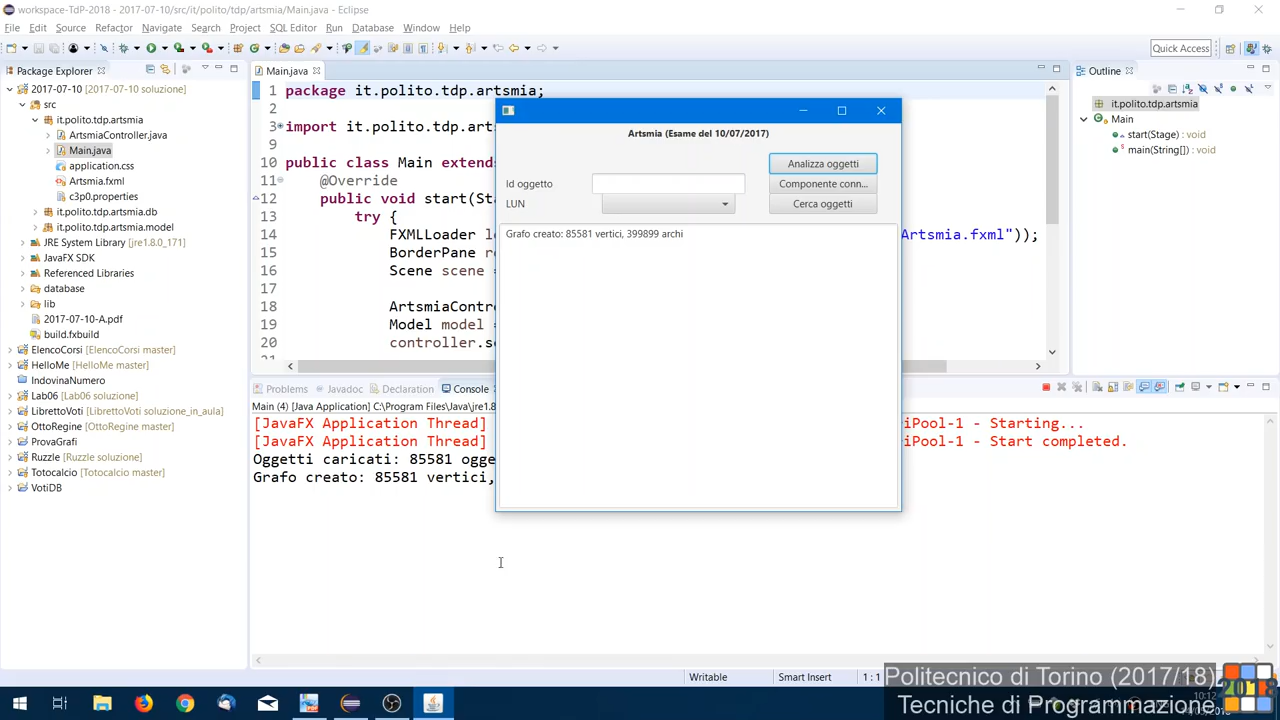 workspace-TdP-2018 - 2017-07-10/src/it/polito/tdp/artsmia/Main.java - Eclipse
File Edit Source Refactor Navigate Search Project SQL Editor Run Database Window Help
Quick Access
Package Explorer
2017-07-10 [2017-07-10 soluzione]
src
it.polito.tdp.artsmia
ArtsmiaController.java
Main.java
application.css
Artsmia.fxml
c3p0.properties
it.polito.tdp.artsmia.db
it.polito.tdp.artsmia.model
JRE System Library [jre1.8.0_171]
JavaFX SDK
Referenced Libraries
database
lib
2017-07-10-A.pdf
build.fxbuild
ElencoCorsi [ElencoCorsi master]
HelloMe [HelloMe master]
IndovinaNumero
Lab06 [Lab06 soluzione]
LibrettoVoti [LibrettoVoti soluzione_in_aula]
OttoRegine [OttoRegine master]
ProvaGrafi
Ruzzle [Ruzzle soluzione]
Totocalcio [Totocalcio master]
VotiDB
Main.java
1 package it.polito.tdp.artsmia;
2
3 import it.polito.tdp.arts
9
10 public class Main extends
11 @Override
12 public void start(St
13 try {
14 FXMLLoader l Artsmia.fxml"));
15 BorderPane r
16 Scene scene =
17
18 ArtsmiaContr
19 Model model =
20 controller.s
21
Artsmia (Esame del 10/07/2017)
Analizza oggetti
Id oggetto
Componente conn...
LUN
Cerca oggetti
Grafo creato: 85581 vertici, 399899 archi
Outline
it.polito.tdp.artsmia
Main
start(Stage) : void
main(String[]) : void
Problems Javadoc Declaration Console
Main (4) [Java Application] C:\Program Files\Java\jre1.8
[JavaFX Application Thread] iPool-1 - Starting...
[JavaFX Application Thread] iPool-1 - Start completed.
Oggetti caricati: 85581 ogge
Grafo creato: 85581 vertici,
Writable Smart Insert 1 : 1
Politecnico di Torino (2017/18)
Tecniche di Programmazione
2018
10:12